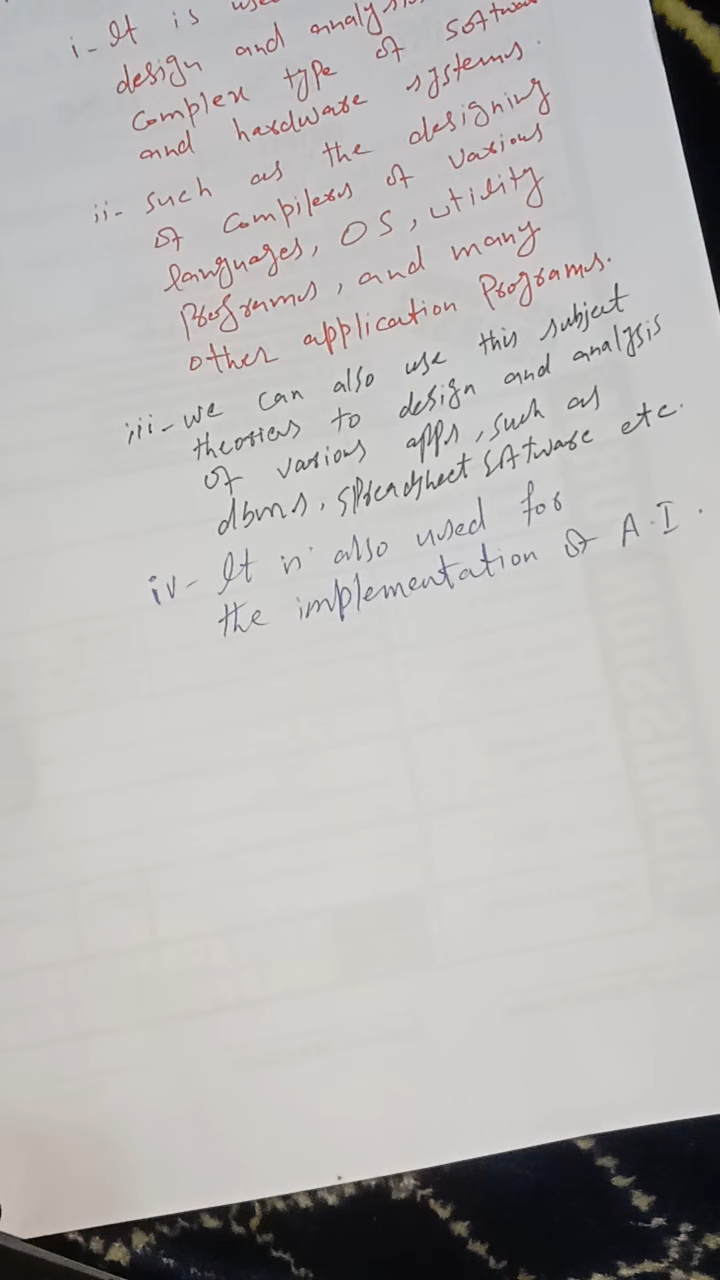 i- It is
design and analys
complex type of software
and hardware systems.
ii- such as the designing
of compilers of various
languages, OS, utility
Programs, and many
other application Programs.
iii- we can also use this subject
theories to design and analysis
of various apps, such as
dbms, spreadsheet software etc.
iv- It is also used for
the implementation of A.I.